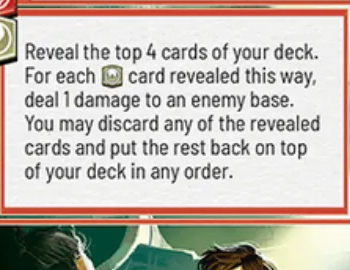 Reveal the top 4 cards of your deck.
For each card revealed this way,
deal 1 damage to an enemy base.
You may discard any of the revealed
cards and put the rest back on top
of your deck in any order.